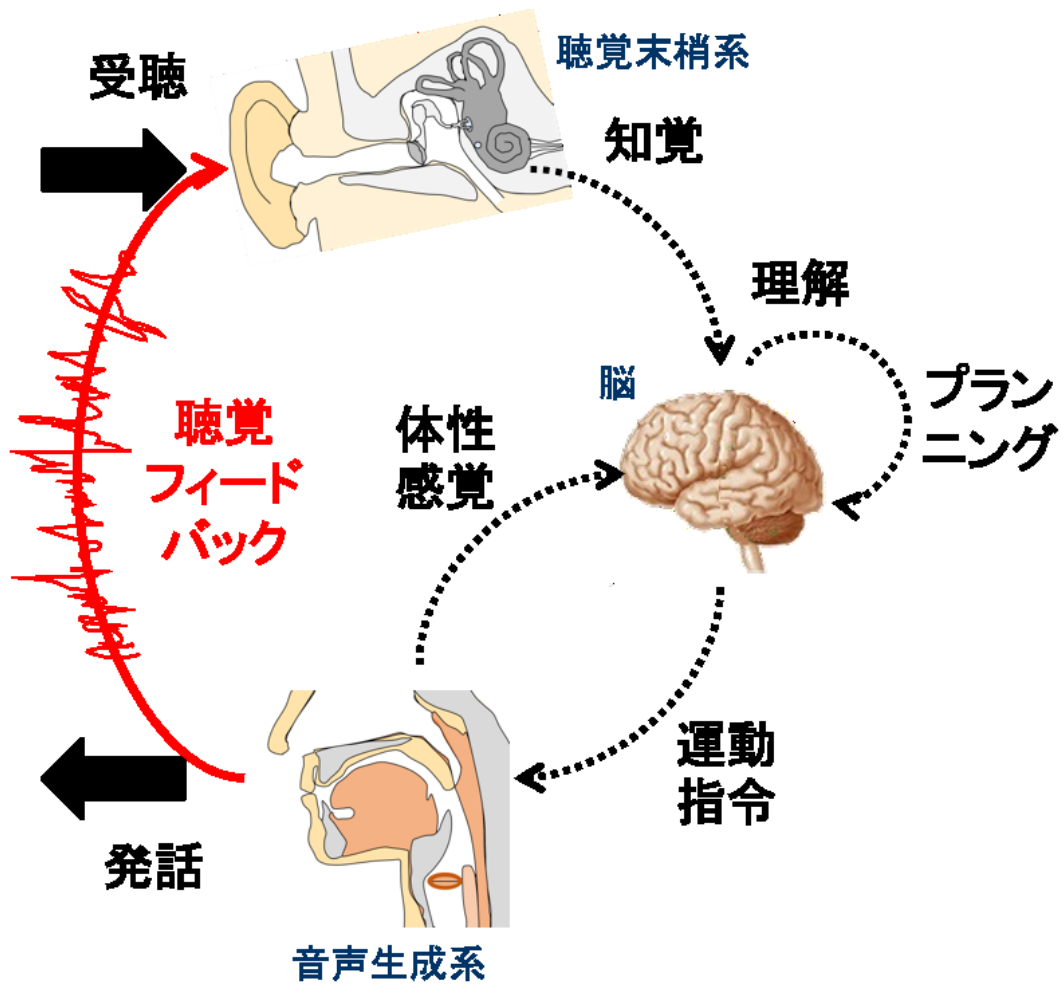 聴覚末梢系
受聴
知覚
理解
プラン
ニング
脳
体性
感覚
聴覚
フィード
バック
運動
指令
発話
音声生成系